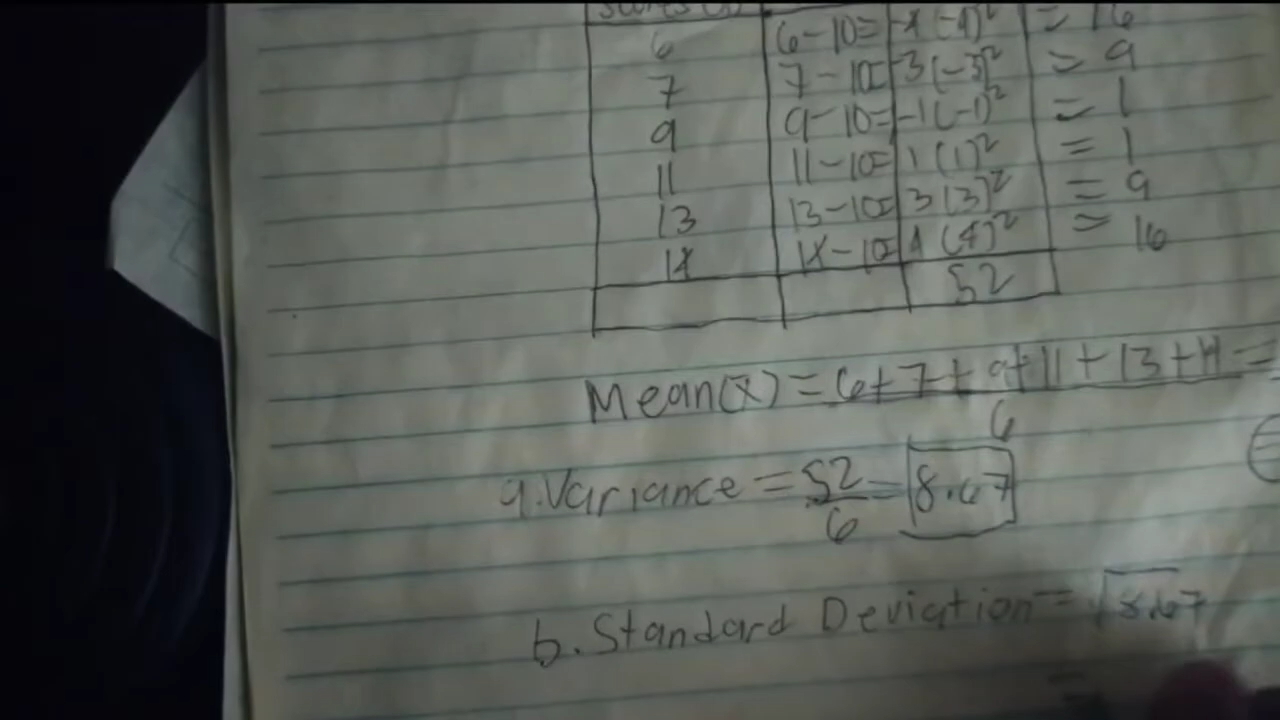 6 6-10= -4 (-4)² = 16
7 7-10= 3 (-3)² = 9
9 9-10= -1 (-1)² = 1
11 11-10= 1 (1)² = 1
13 13-10= 3 (3)² = 9
14 14-10= 4 (4)² = 16
52
Mean(x̄) = 6+7+9+11+13+14 =
6
a. Variance = 52 = 8.67
6
b. Standard Deviation = √8.67
=